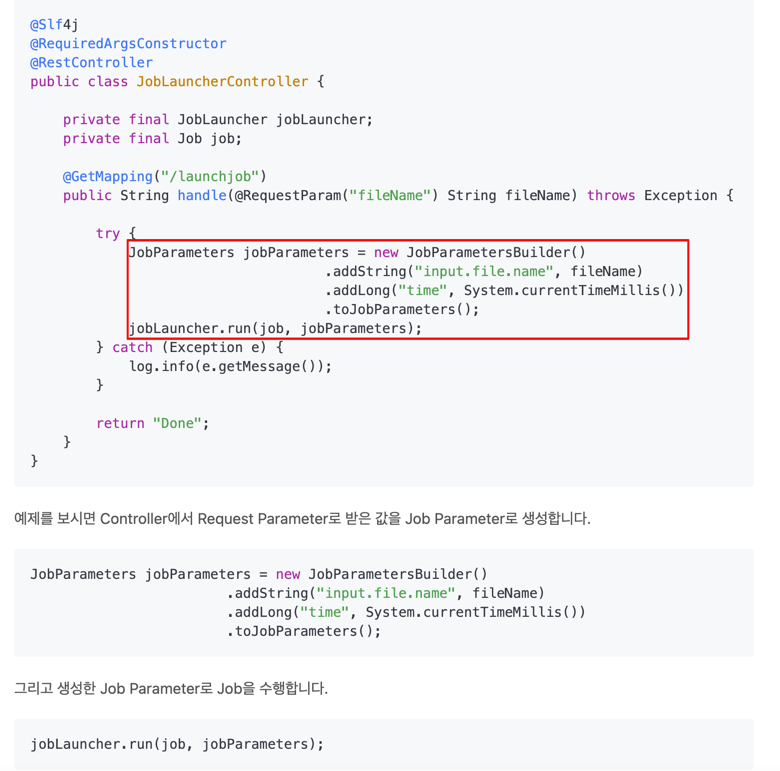 @Slf4j
@RequiredArgsConstructor
@RestController
public class JobLauncherController {
    private final JobLauncher jobLauncher;
    private final Job job;
    @GetMapping("/launchjob")
    public String handle(@RequestParam("fileName") String fileName) throws Exception {
        try {
            JobParameters jobParameters = new JobParametersBuilder()
                                    .addString("input.file.name", fileName)
                                    .addLong("time", System.currentTimeMillis())
                                    .toJobParameters();
            jobLauncher.run(job, jobParameters);
        } catch (Exception e) {
            log.info(e.getMessage());
        }
        return "Done";
    }
}
예제를 보시면 Controller에서 Request Parameter로 받은 값을 Job Parameter로 생성합니다.
JobParameters jobParameters = new JobParametersBuilder()
                        .addString("input.file.name", fileName)
                        .addLong("time", System.currentTimeMillis())
                        .toJobParameters();
그리고 생성한 Job Parameter로 Job을 수행합니다.
jobLauncher.run(job, jobParameters);